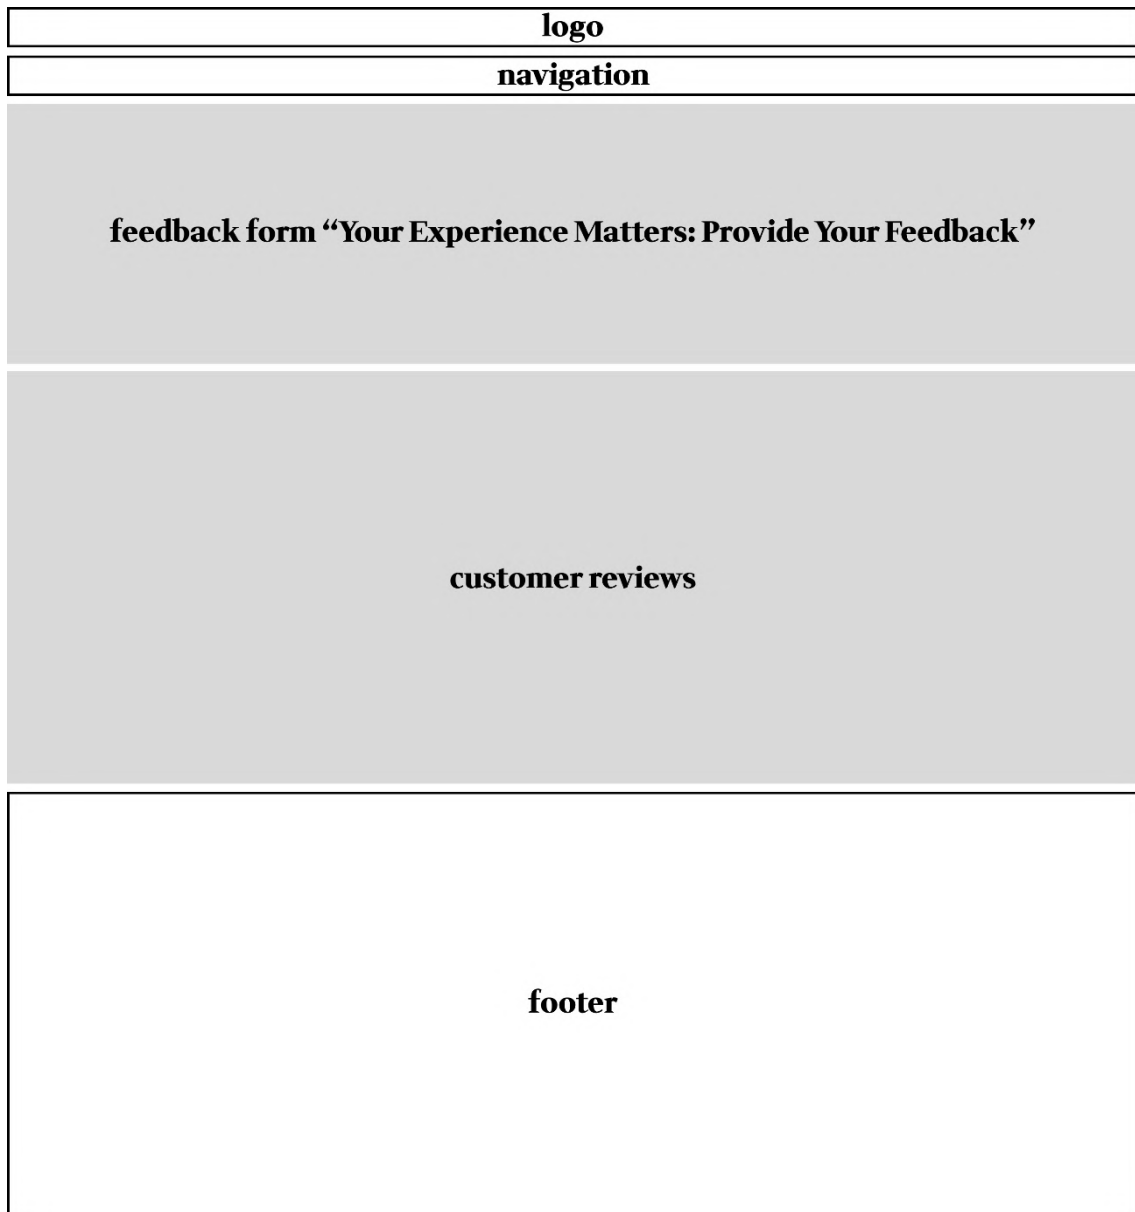 logo
navigation
feedback form “Your Experience Matters: Provide Your Feedback”
customer reviews
footer